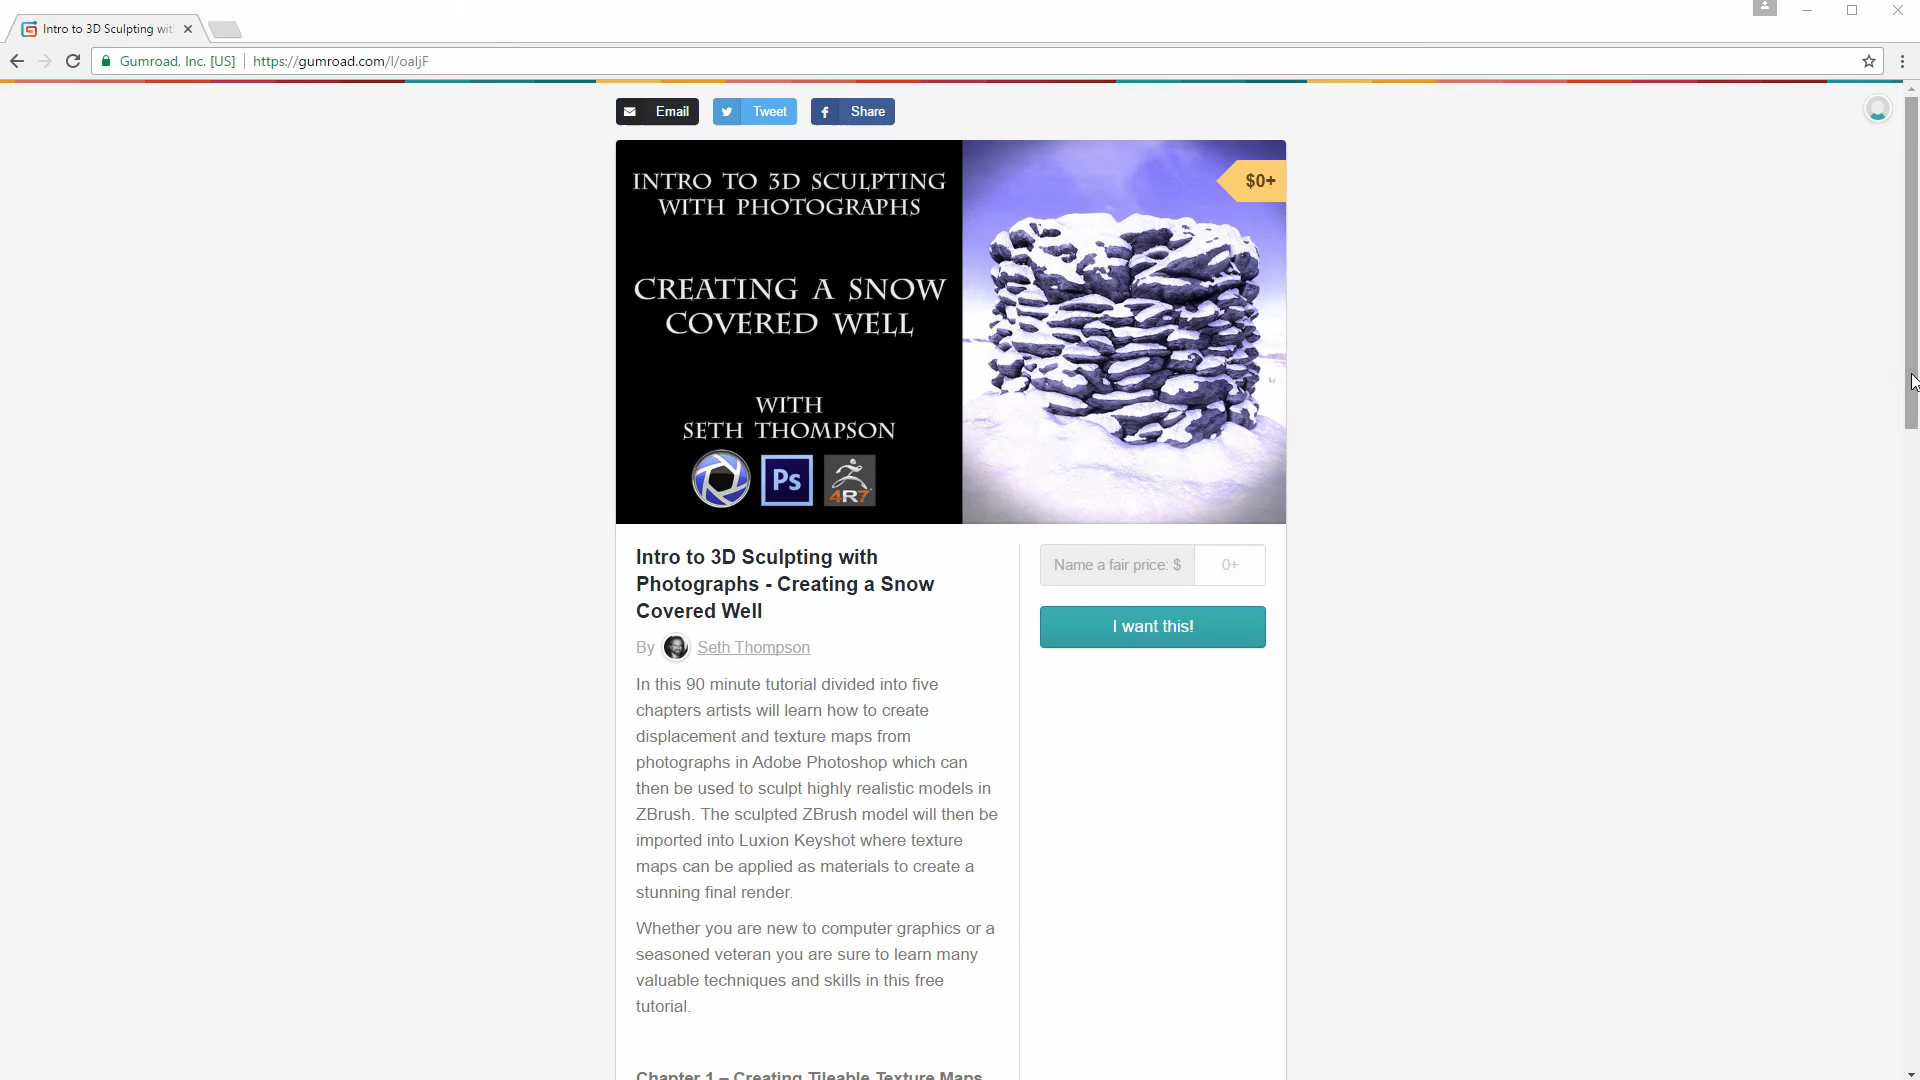 Intro to 3D Sculpting wit
Gumroad, Inc. [US]
https://gumroad.com/l/oaljF
Email
Tweet
Share
INTRO TO 3D SCULPTING
WITH PHOTOGRAPHS
$0+
CREATING A SNOW
COVERED WELL
WITH
SETH THOMPSON
Ps
4R7
Intro to 3D Sculpting with
Photographs - Creating a Snow
Covered Well
Name a fair price: $
0+
I want this!
By Seth Thompson
In this 90 minute tutorial divided into five
chapters artists will learn how to create
displacement and texture maps from
photographs in Adobe Photoshop which can
then be used to sculpt highly realistic models in
ZBrush. The sculpted ZBrush model will then be
imported into Luxion Keyshot where texture
maps can be applied as materials to create a
stunning final render.
Whether you are new to computer graphics or a
seasoned veteran you are sure to learn many
valuable techniques and skills in this free
tutorial.
Chapter 1 – Creating Tileable Texture Maps